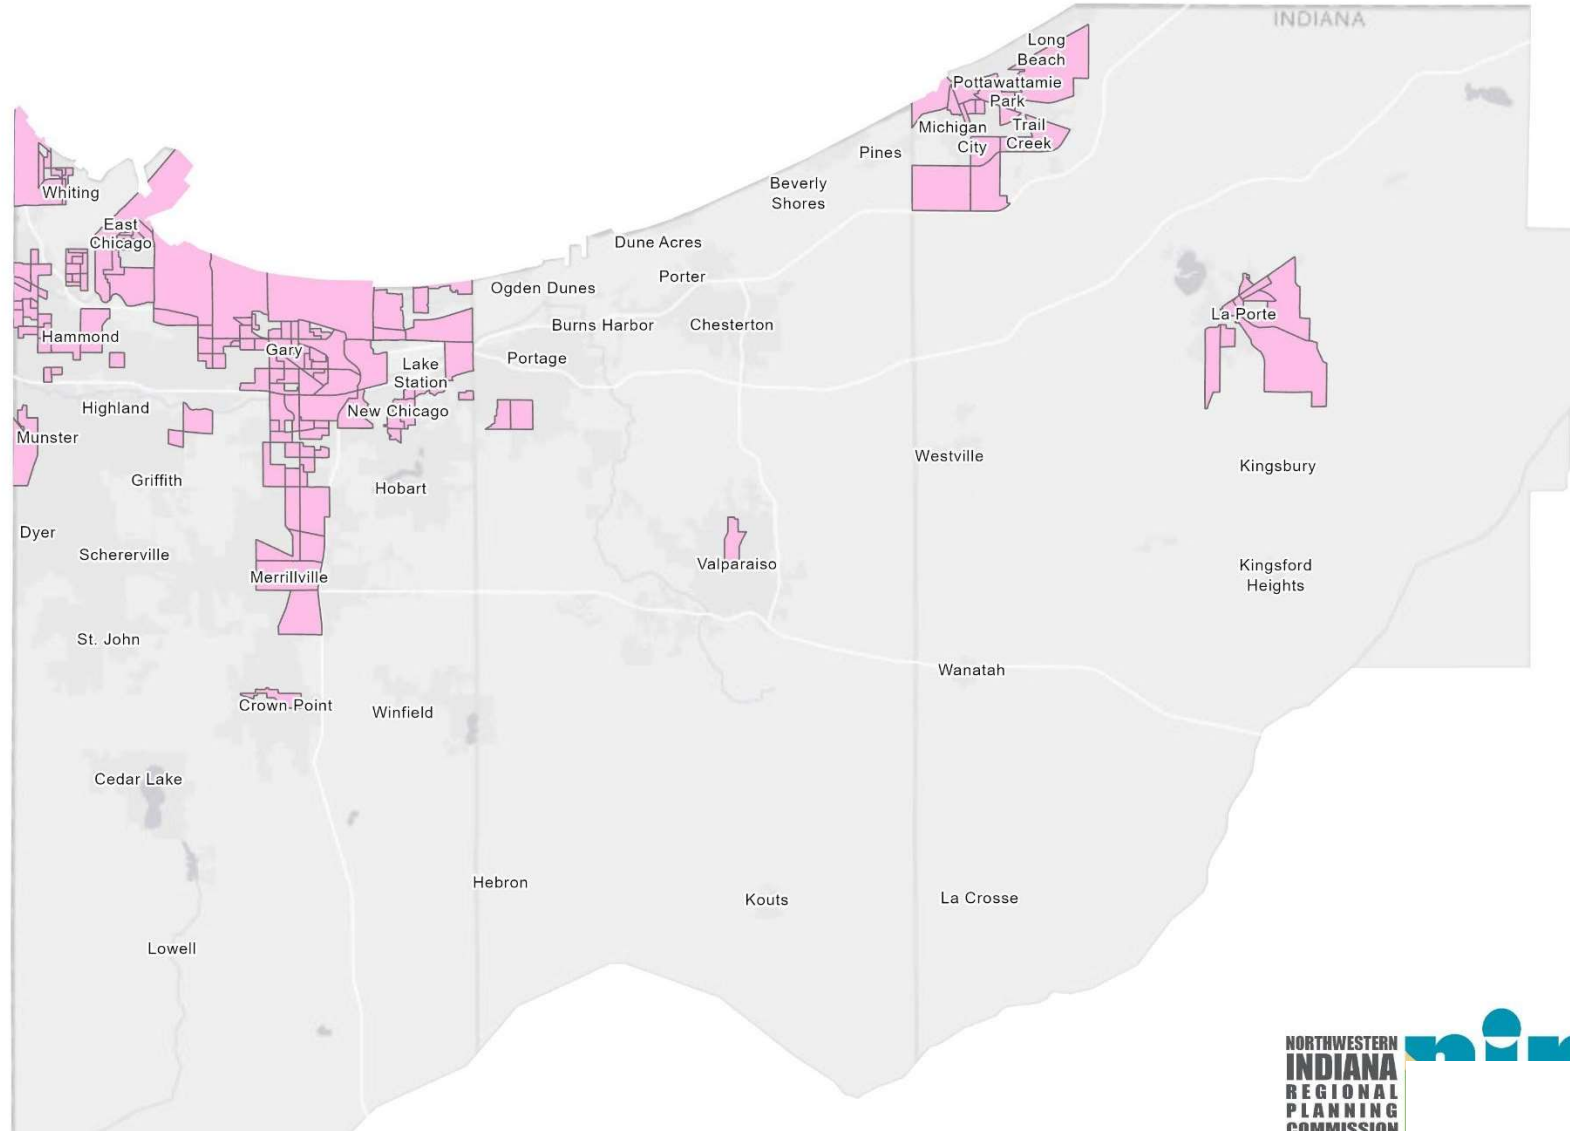 INDIANA
Long
Beach
Pottawattamie
Park
Michigan
City
Trail
Creek
Pines
Beverly
Shores
Whiting
East
Chicago
Dune Acres
Porter
Ogden Dunes
Burns Harbor
Chesterton
La Porte
Hammond
Gary
Lake
Station
Portage
Highland
New Chicago
Munster
Griffith
Hobart
Westville
Kingsbury
Dyer
Schererville
Merrillville
Valparaiso
Kingsford
Heights
St. John
Wanatah
Crown Point
Winfield
Cedar Lake
Hebron
Kouts
La Crosse
Lowell
NORTHWESTERN
INDIANA
REGIONAL
PLANNING
COMMISSION